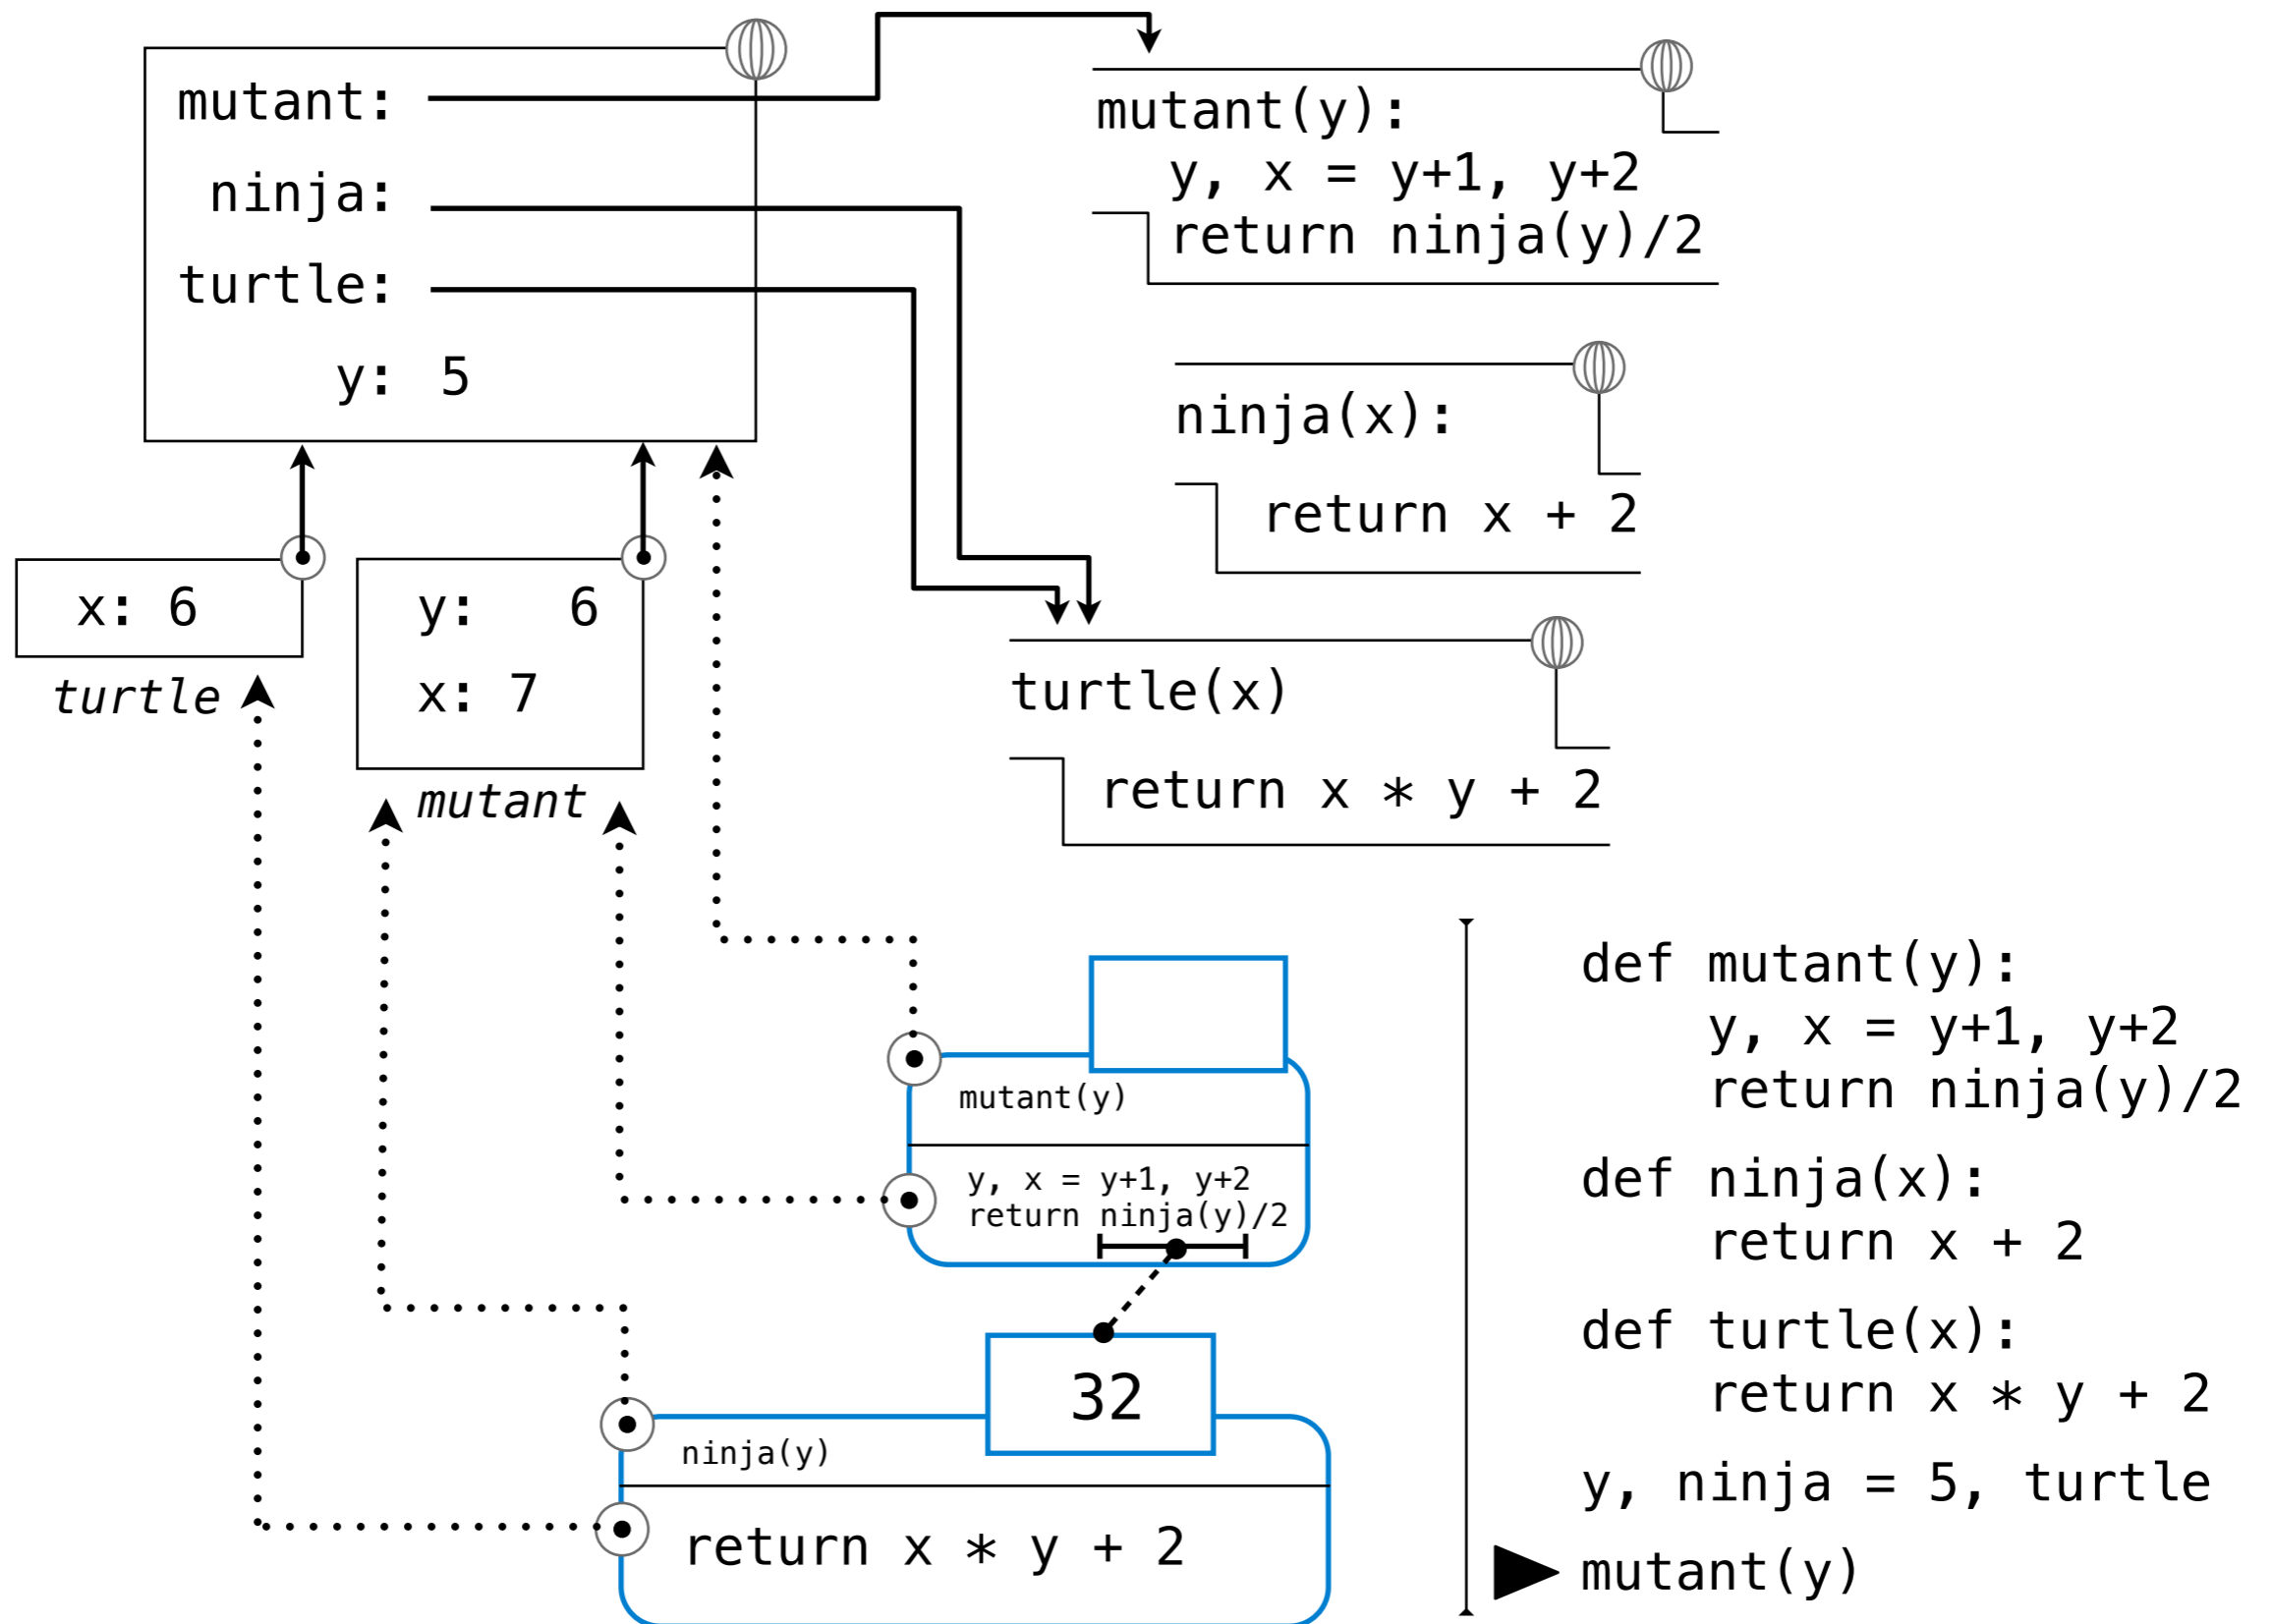 mutant:
ninja:
turtle:
y: 5
mutant(y):
y, x = y+1, y+2
return ninja(y)/2
ninja(x):
return x + 2
turtle(x)
return x * y + 2
x: 6
turtle
y: 6
x: 7
mutant
mutant(y)
y, x = y+1, y+2
return ninja(y)/2
32
ninja(y)
return x * y + 2
def mutant(y):
y, x = y+1, y+2
return ninja(y)/2
def ninja(x):
return x + 2
def turtle(x):
return x * y + 2
y, ninja = 5, turtle
mutant(y)